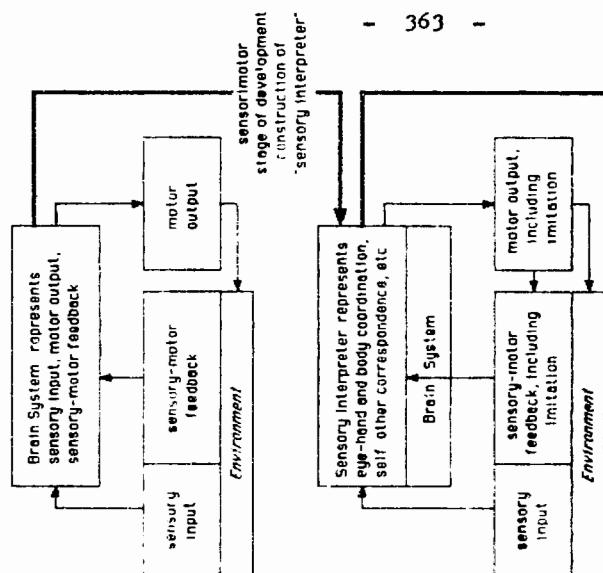 - 363 -
Brain System represents
sensory input, motor output,
sensory-motor feedback
motor
output
sensory
input
sensory-motor
feedback
Environment
sensorimotor
stage of development
construction of
"sensory interpreter"
Sensory Interpreter represents
eye-hand and body coordination,
self other correspondence, etc
Brain System
motor output,
including
imitation
sensory
input
sensory-motor
feedback, including
imitation
Environment